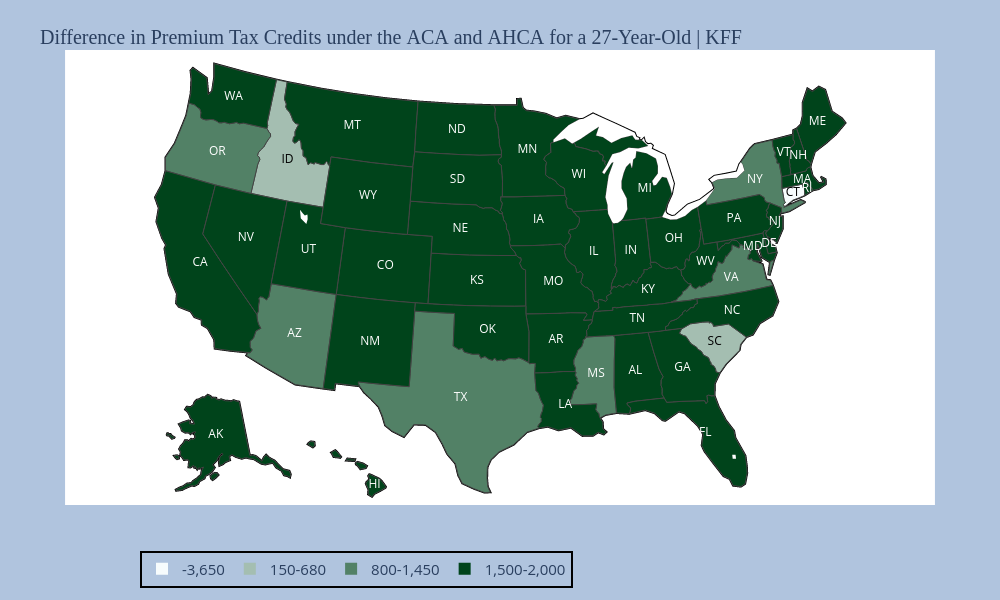 Difference in Premium Tax Credits under the ACA and AHCA for a 27-Year-Old | KFF
WA
ME
MT
ND
OR
MN
VT
NH
ID
WI
NY
MA
SD
MI
RI
CT
WY
IA
PA
NJ
NE
NV
OH
MD
DE
UT
IL
IN
CA
CO
WV
KS
MO
VA
KY
NC
TN
AZ
OK
NM
AR
SC
MS
AL
GA
TX
LA
AK
FL
HI
-3,650 150-680 800-1,450 1,500-2,000